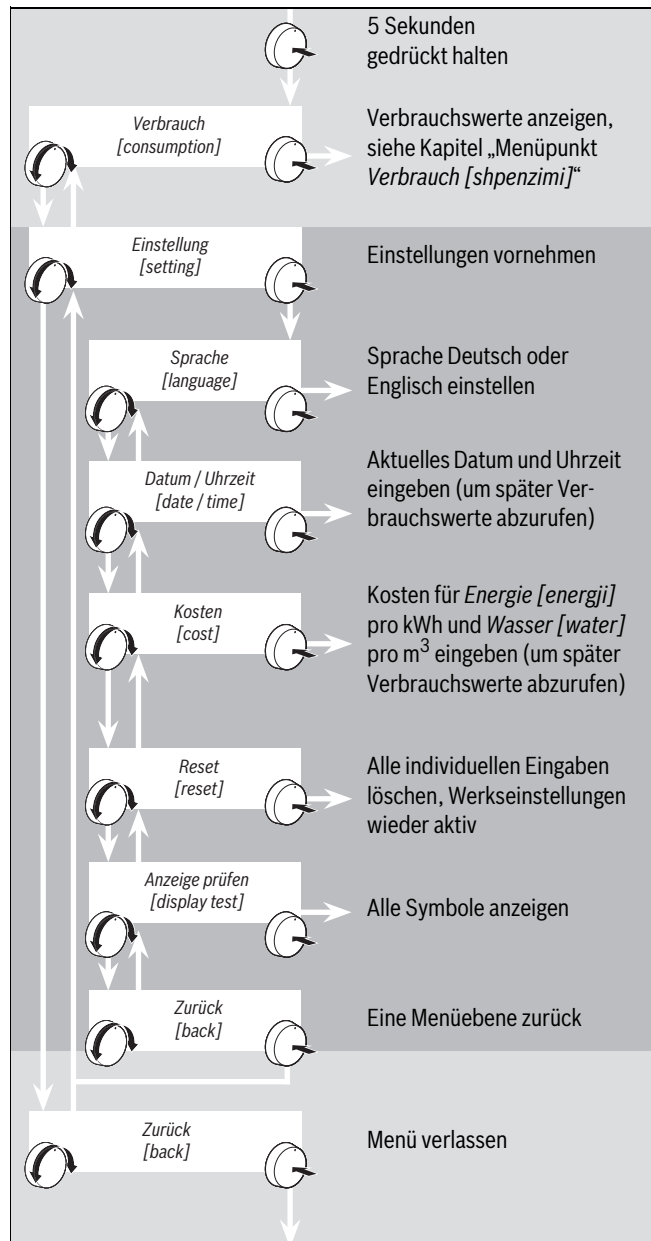 5 Sekunden
gedrückt halten
Verbrauch
[consumption]
Verbrauchswerte anzeigen,
siehe Kapitel „Menüpunkt
Verbrauch [shpenzimi]“
Einstellung
[setting]
Einstellungen vornehmen
Sprache
[language]
Sprache Deutsch oder
Englisch einstellen
Datum / Uhrzeit
[date / time]
Aktuelles Datum und Uhrzeit
eingeben (um später Ver-
brauchswerte abzurufen)
Kosten
[cost]
Kosten für Energie [energji]
pro kWh und Wasser [water]
pro m³ eingeben (um später
Verbrauchswerte abzurufen)
Reset
[reset]
Alle individuellen Eingaben
löschen, Werkseinstellungen
wieder aktiv
Anzeige prüfen
[display test]
Alle Symbole anzeigen
Zurück
[back]
Eine Menüebene zurück
Zurück
[back]
Menü verlassen